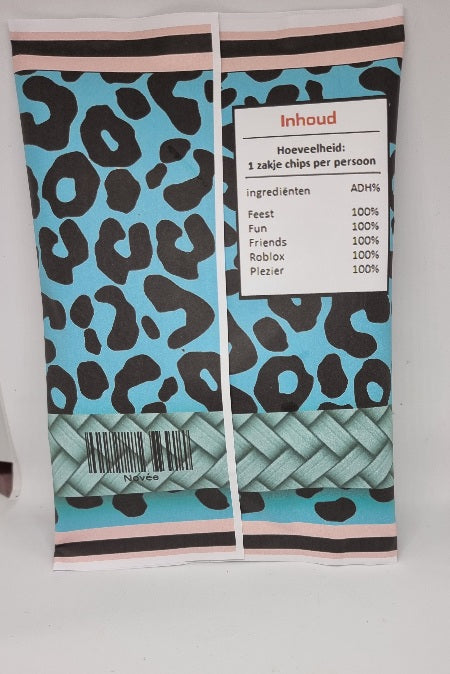 Inhoud
Hoeveelheid:
1 zakje chips per persoon
ingrediënten ADH%
Feest 100%
Fun 100%
Friends 100%
Roblox 100%
Plezier 100%
Novée